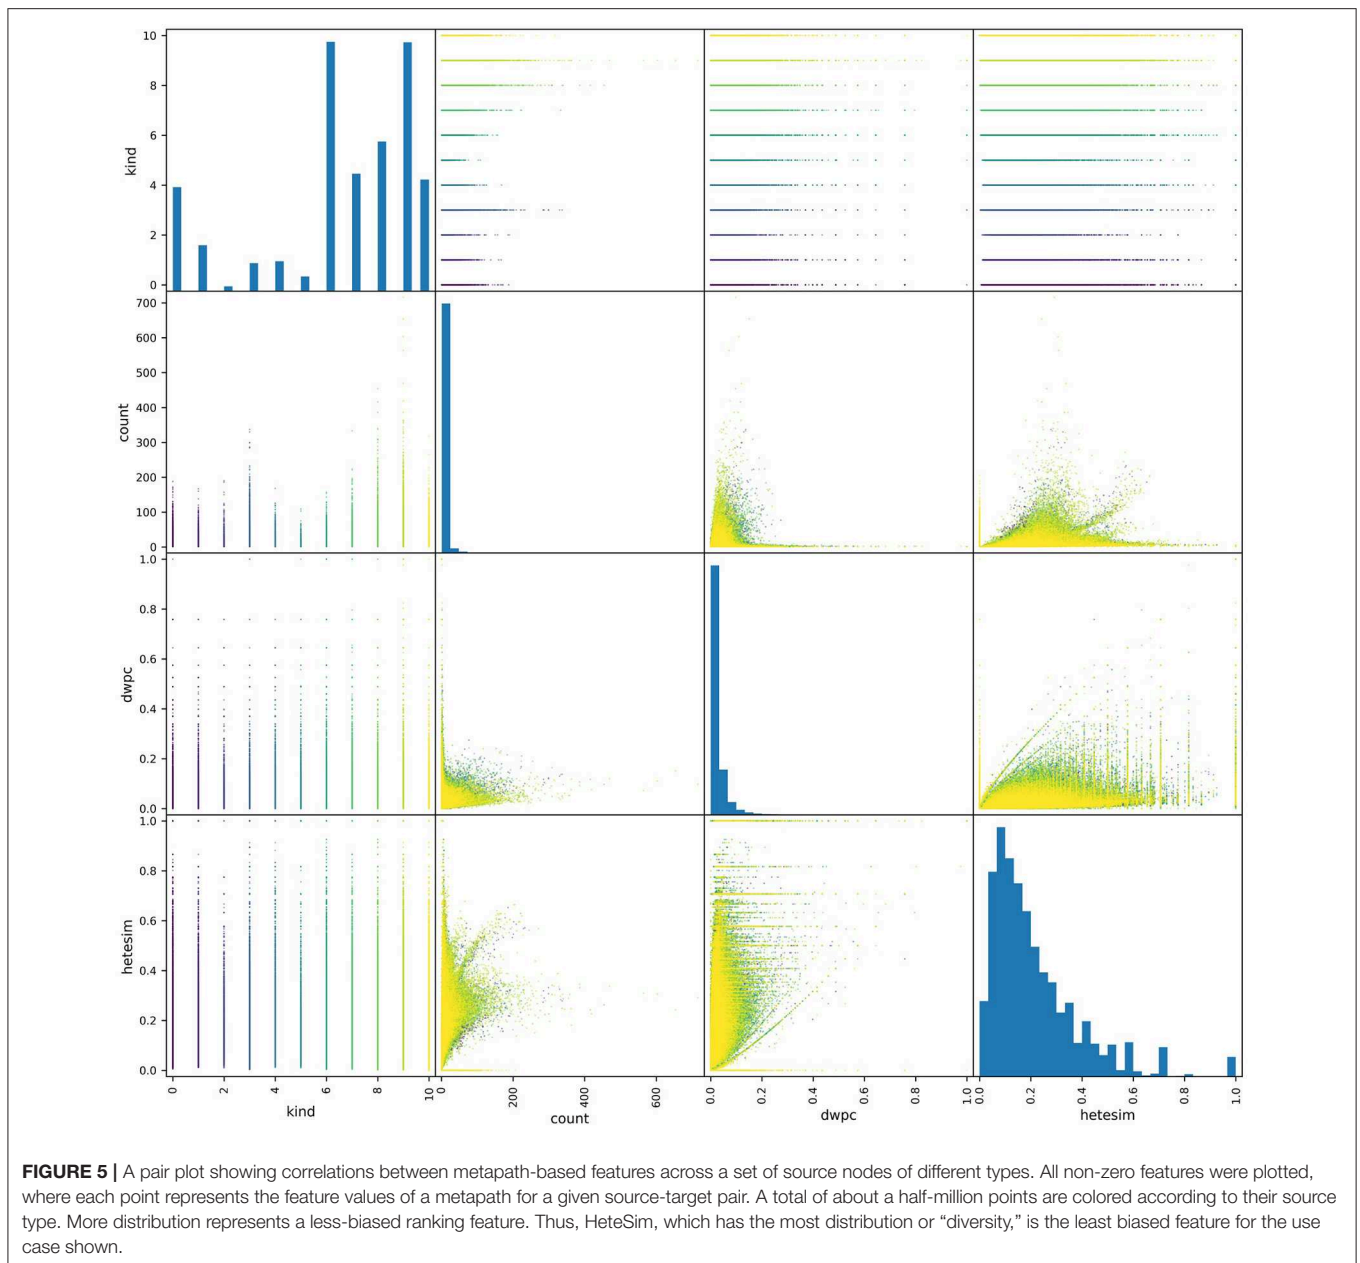 10
8
6
4
2
0
kind
700
600
500
400
300
200
100
0
count
1.0
0.8
0.6
0.4
0.2
0.0
dwpc
1.0
0.8
0.6
0.4
0.2
0.0
hetesim
0 2 4 6 8 10
kind
0 200 400 600
count
0.0 0.2 0.4 0.6 0.8 1.0
dwpc
0.0 0.2 0.4 0.6 0.8 1.0
hetesim
FIGURE 5 | A pair plot showing correlations between metapath-based features across a set of source nodes of different types. All non-zero features were plotted,
where each point represents the feature values of a metapath for a given source-target pair. A total of about a half-million points are colored according to their source
type. More distribution represents a less-biased ranking feature. Thus, HeteSim, which has the most distribution or “diversity,” is the least biased feature for the use
case shown.